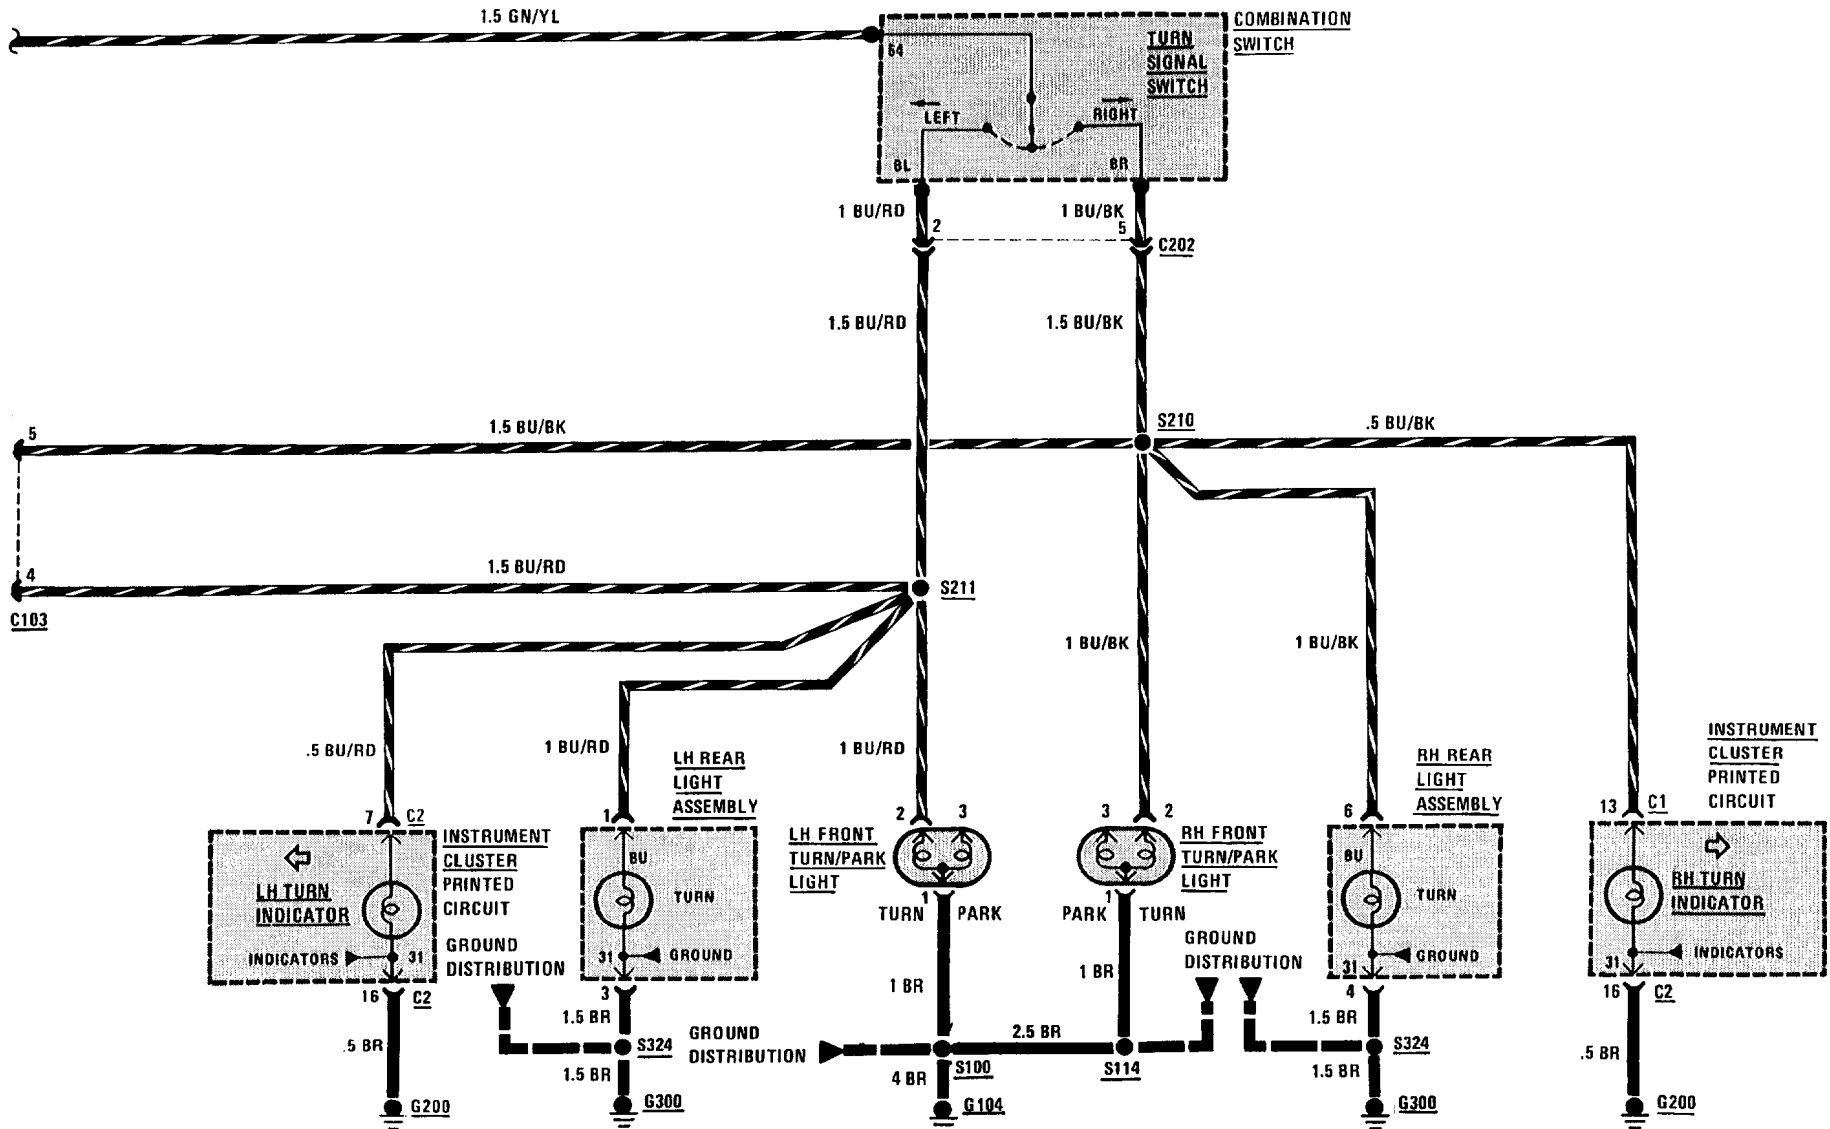 1.5 GN/YL
COMBINATION
SWITCH
54
TURN
SIGNAL
SWITCH
LEFT
RIGHT
BL
BR
1 BU/RD
1 BU/BK
2
5
C202
1.5 BU/RD
1.5 BU/BK
5
1.5 BU/BK
S210
.5 BU/BK
4
1.5 BU/RD
S211
C103
1 BU/BK
1 BU/BK
.5 BU/RD
1 BU/RD
1 BU/RD
LH REAR
LIGHT
ASSEMBLY
RH REAR
LIGHT
ASSEMBLY
INSTRUMENT
CLUSTER
PRINTED
CIRCUIT
7
C2
1
2
3
3
2
6
13
C1
LH TURN
INDICATOR
INDICATORS
31
INSTRUMENT
CLUSTER
PRINTED
CIRCUIT
GROUND
DISTRIBUTION
BU
TURN
31
GROUND
LH FRONT
TURN/PARK
LIGHT
1
TURN
PARK
RH FRONT
TURN/PARK
LIGHT
1
PARK
TURN
GROUND
DISTRIBUTION
BU
TURN
31
GROUND
RH TURN
INDICATOR
31
INDICATORS
16
C2
3
4
16
C2
1.5 BR
1 BR
1 BR
1.5 BR
.5 BR
S324
GROUND
DISTRIBUTION
2.5 BR
S324
.5 BR
1.5 BR
4 BR
S100
S114
1.5 BR
G200
G300
G104
G300
G200